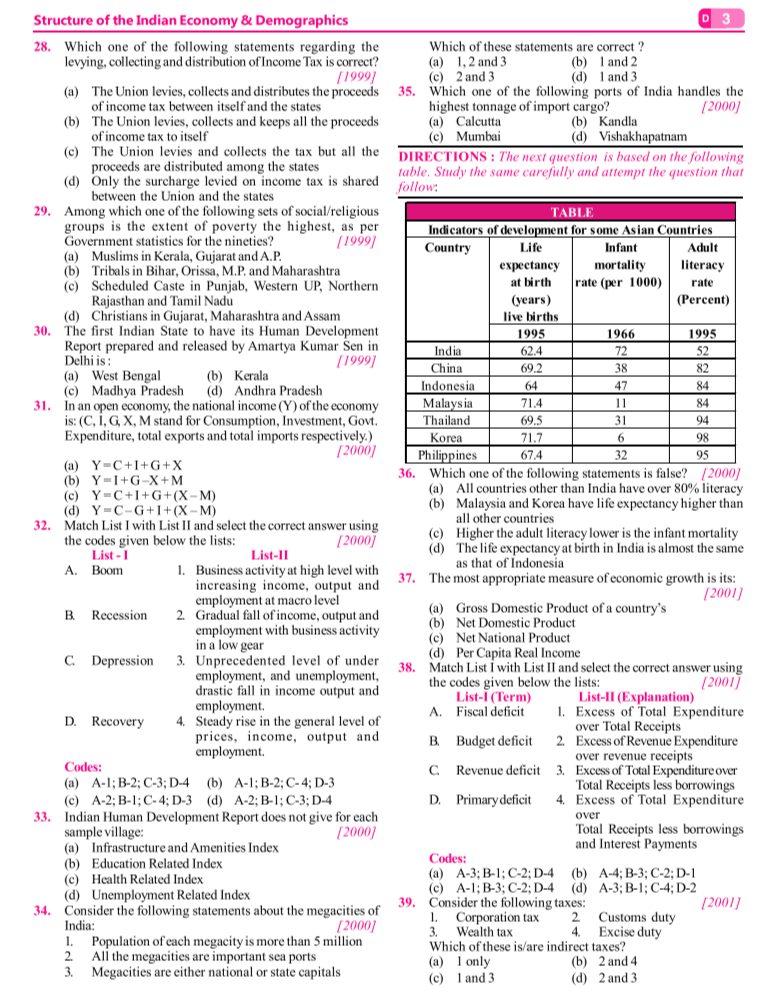 Structure of the Indian Economy & Demographics
D 3
28. Which one of the following statements regarding the
levying, collecting and distribution of Income Tax is correct?
[1999]
(a) The Union levies, collects and distributes the proceeds
of income tax between itself and the states
(b) The Union levies, collects and keeps all the proceeds
of income tax to itself
(c) The Union levies and collects the tax but all the
proceeds are distributed among the states
(d) Only the surcharge levied on income tax is shared
between the Union and the states
29. Among which one of the following sets of social/religious
groups is the extent of poverty the highest, as per
Government statistics for the nineties? [1999]
(a) Muslims in Kerala, Gujarat and A.P.
(b) Tribals in Bihar, Orissa, M.P. and Maharashtra
(c) Scheduled Caste in Punjab, Western UP, Northern
Rajasthan and Tamil Nadu
(d) Christians in Gujarat, Maharashtra and Assam
30. The first Indian State to have its Human Development
Report prepared and released by Amartya Kumar Sen in
Delhi is : [1999]
(a) West Bengal (b) Kerala
(c) Madhya Pradesh (d) Andhra Pradesh
31. In an open economy, the national income (Y) of the economy
is: (C, I, G, X, M stand for Consumption, Investment, Govt.
Expenditure, total exports and total imports respectively.)
[2000]
(a) Y=C+I+G+X
(b) Y=I+G–X+M
(c) Y=C+I+G+(X–M)
(d) Y=C–G+I+(X–M)
32. Match List I with List II and select the correct answer using
the codes given below the lists: [2000]
List - I List-II
A. Boom 1. Business activity at high level with
increasing income, output and
employment at macro level
B. Recession 2. Gradual fall of income, output and
employment with business activity
in a low gear
C. Depression 3. Unprecedented level of under
employment, and unemployment,
drastic fall in income output and
employment.
D. Recovery 4. Steady rise in the general level of
prices, income, output and
employment.
Codes:
(a) A-1; B-2; C-3; D-4 (b) A-1; B-2; C- 4; D-3
(c) A-2; B-1; C- 4; D-3 (d) A-2; B-1; C-3; D-4
33. Indian Human Development Report does not give for each
sample village: [2000]
(a) Infrastructure and Amenities Index
(b) Education Related Index
(c) Health Related Index
(d) Unemployment Related Index
34. Consider the following statements about the megacities of
India: [2000]
1. Population of each megacity is more than 5 million
2. All the megacities are important sea ports
3. Megacities are either national or state capitals
Which of these statements are correct ?
(a) 1, 2 and 3 (b) 1 and 2
(c) 2 and 3 (d) 1 and 3
35. Which one of the following ports of India handles the
highest tonnage of import cargo? [2000]
(a) Calcutta (b) Kandla
(c) Mumbai (d) Vishakhapatnam
DIRECTIONS : The next question is based on the following
table. Study the same carefully and attempt the question that
follow:
TABLE
Indicators of development for some Asian Countries
Country Life Infant Adult
expectancy mortality literacy
at birth rate (per 1000) rate
(years) (Percent)
live births
1995 1966 1995
India 62.4 72 52
China 69.2 38 82
Indonesia 64 47 84
Malaysia 71.4 11 84
Thailand 69.5 31 94
Korea 71.7 6 98
Philippines 67.4 32 95
36. Which one of the following statements is false? [2000]
(a) All countries other than India have over 80% literacy
(b) Malaysia and Korea have life expectancy higher than
all other countries
(c) Higher the adult literacy lower is the infant mortality
(d) The life expectancy at birth in India is almost the same
as that of Indonesia
37. The most appropriate measure of economic growth is its:
[2001]
(a) Gross Domestic Product of a country's
(b) Net Domestic Product
(c) Net National Product
(d) Per Capita Real Income
38. Match List I with List II and select the correct answer using
the codes given below the lists: [2001]
List-I (Term) List-II (Explanation)
A. Fiscal deficit 1. Excess of Total Expenditure
over Total Receipts
B. Budget deficit 2. Excess of Revenue Expenditure
over revenue receipts
C. Revenue deficit 3. Excess of Total Expenditure over
Total Receipts less borrowings
D. Primary deficit 4. Excess of Total Expenditure
over
Total Receipts less borrowings
and Interest Payments
Codes:
(a) A-3; B-1; C-2; D-4 (b) A-4; B-3; C-2; D-1
(c) A-1; B-3; C-2; D-4 (d) A-3; B-1; C-4; D-2
39. Consider the following taxes: [2001]
1. Corporation tax 2. Customs duty
3. Wealth tax 4. Excise duty
Which of these is/are indirect taxes?
(a) 1 only (b) 2 and 4
(c) 1 and 3 (d) 2 and 3